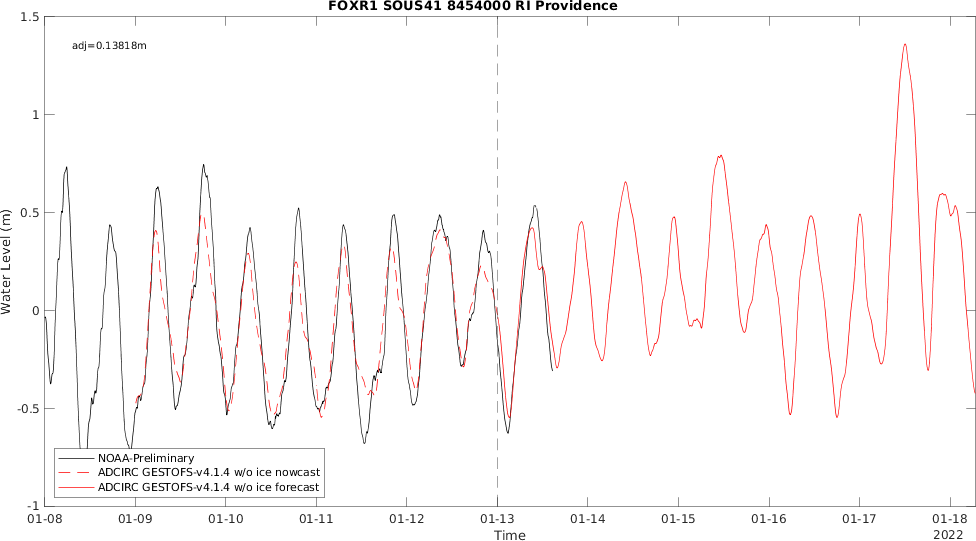 FOXR1 SOUS41 8454000 RI Providence
adj=0.13818m
1.5
1
0.5
0
-0.5
-1
Water Level (m)
NOAA-Preliminary
ADCIRC GESTOFS-v4.1.4 w/o ice nowcast
ADCIRC GESTOFS-v4.1.4 w/o ice forecast
01-08 01-09 01-10 01-11 01-12 01-13 01-14 01-15 01-16 01-17 01-18
Time
2022